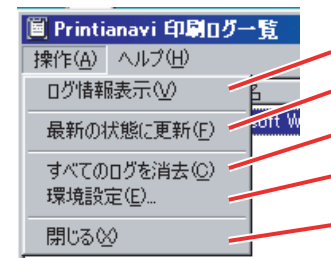 Printianavi 印刷ログ一覧
操作(A) ヘルプ(H)
ログ情報表示(V)
名
最新の状態に更新(F)
soft W
すべてのログを消去(C)
環境設定(E)...
閉じる(X)